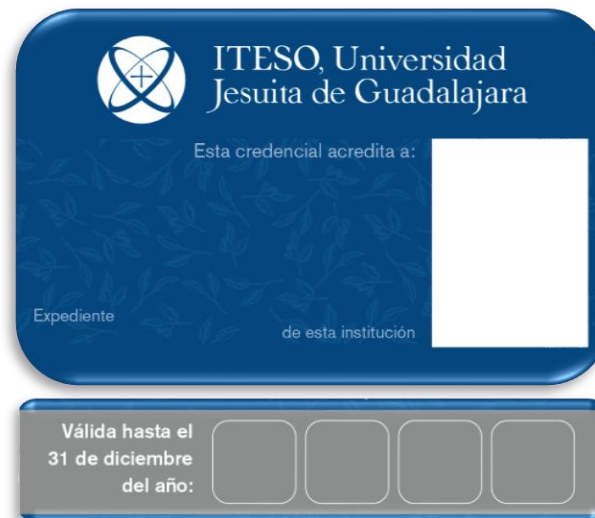 ITESO, Universidad
Jesuita de Guadalajara
Esta credencial acredita a:
Expediente
de esta institución
Válida hasta el
31 de diciembre
del año: